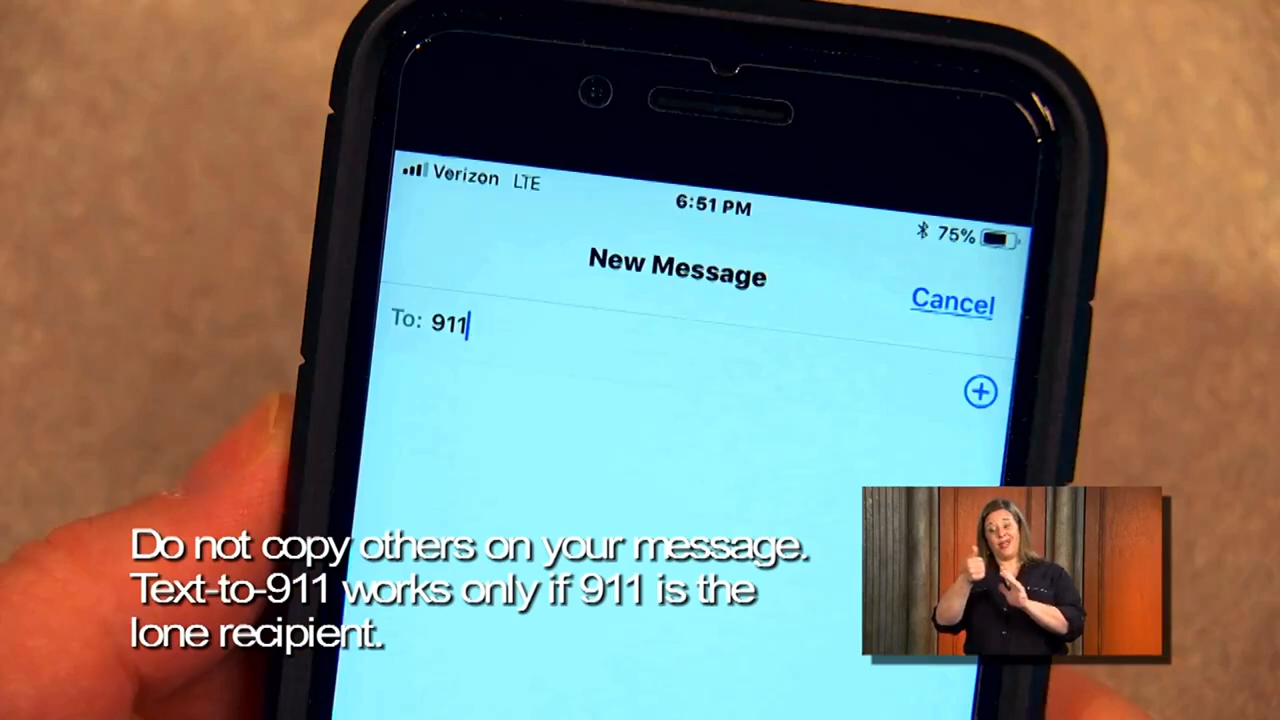 Verizon LTE
6:51 PM
75%
New Message
Cancel
To: 911
Do not copy others on your message.
Text-to-911 works only if 911 is the
lone recipient.